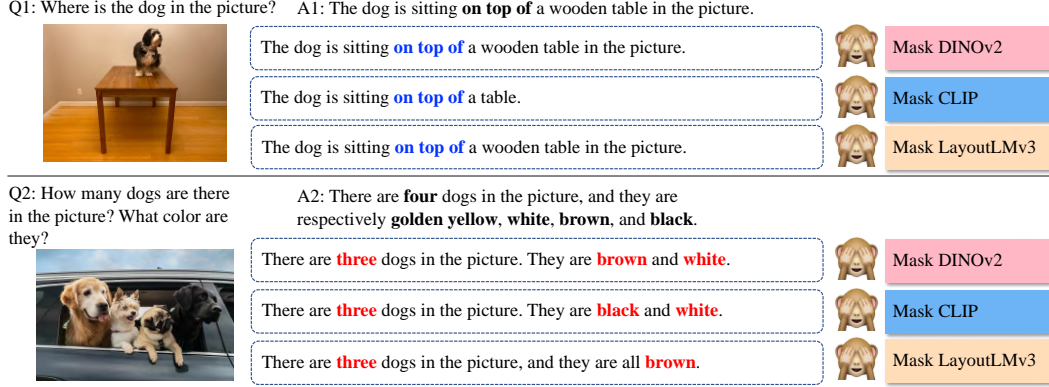 Q1: Where is the dog in the picture? A1: The dog is sitting on top of a wooden table in the picture.
The dog is sitting on top of a wooden table in the picture. Mask DINOv2
The dog is sitting on top of a table. Mask CLIP
The dog is sitting on top of a wooden table in the picture. Mask LayoutLMv3
Q2: How many dogs are there
in the picture? What color are
they?
A2: There are four dogs in the picture, and they are
respectively golden yellow, white, brown, and black.
There are three dogs in the picture. They are brown and white. Mask DINOv2
There are three dogs in the picture. They are black and white. Mask CLIP
There are three dogs in the picture, and they are all brown. Mask LayoutLMv3